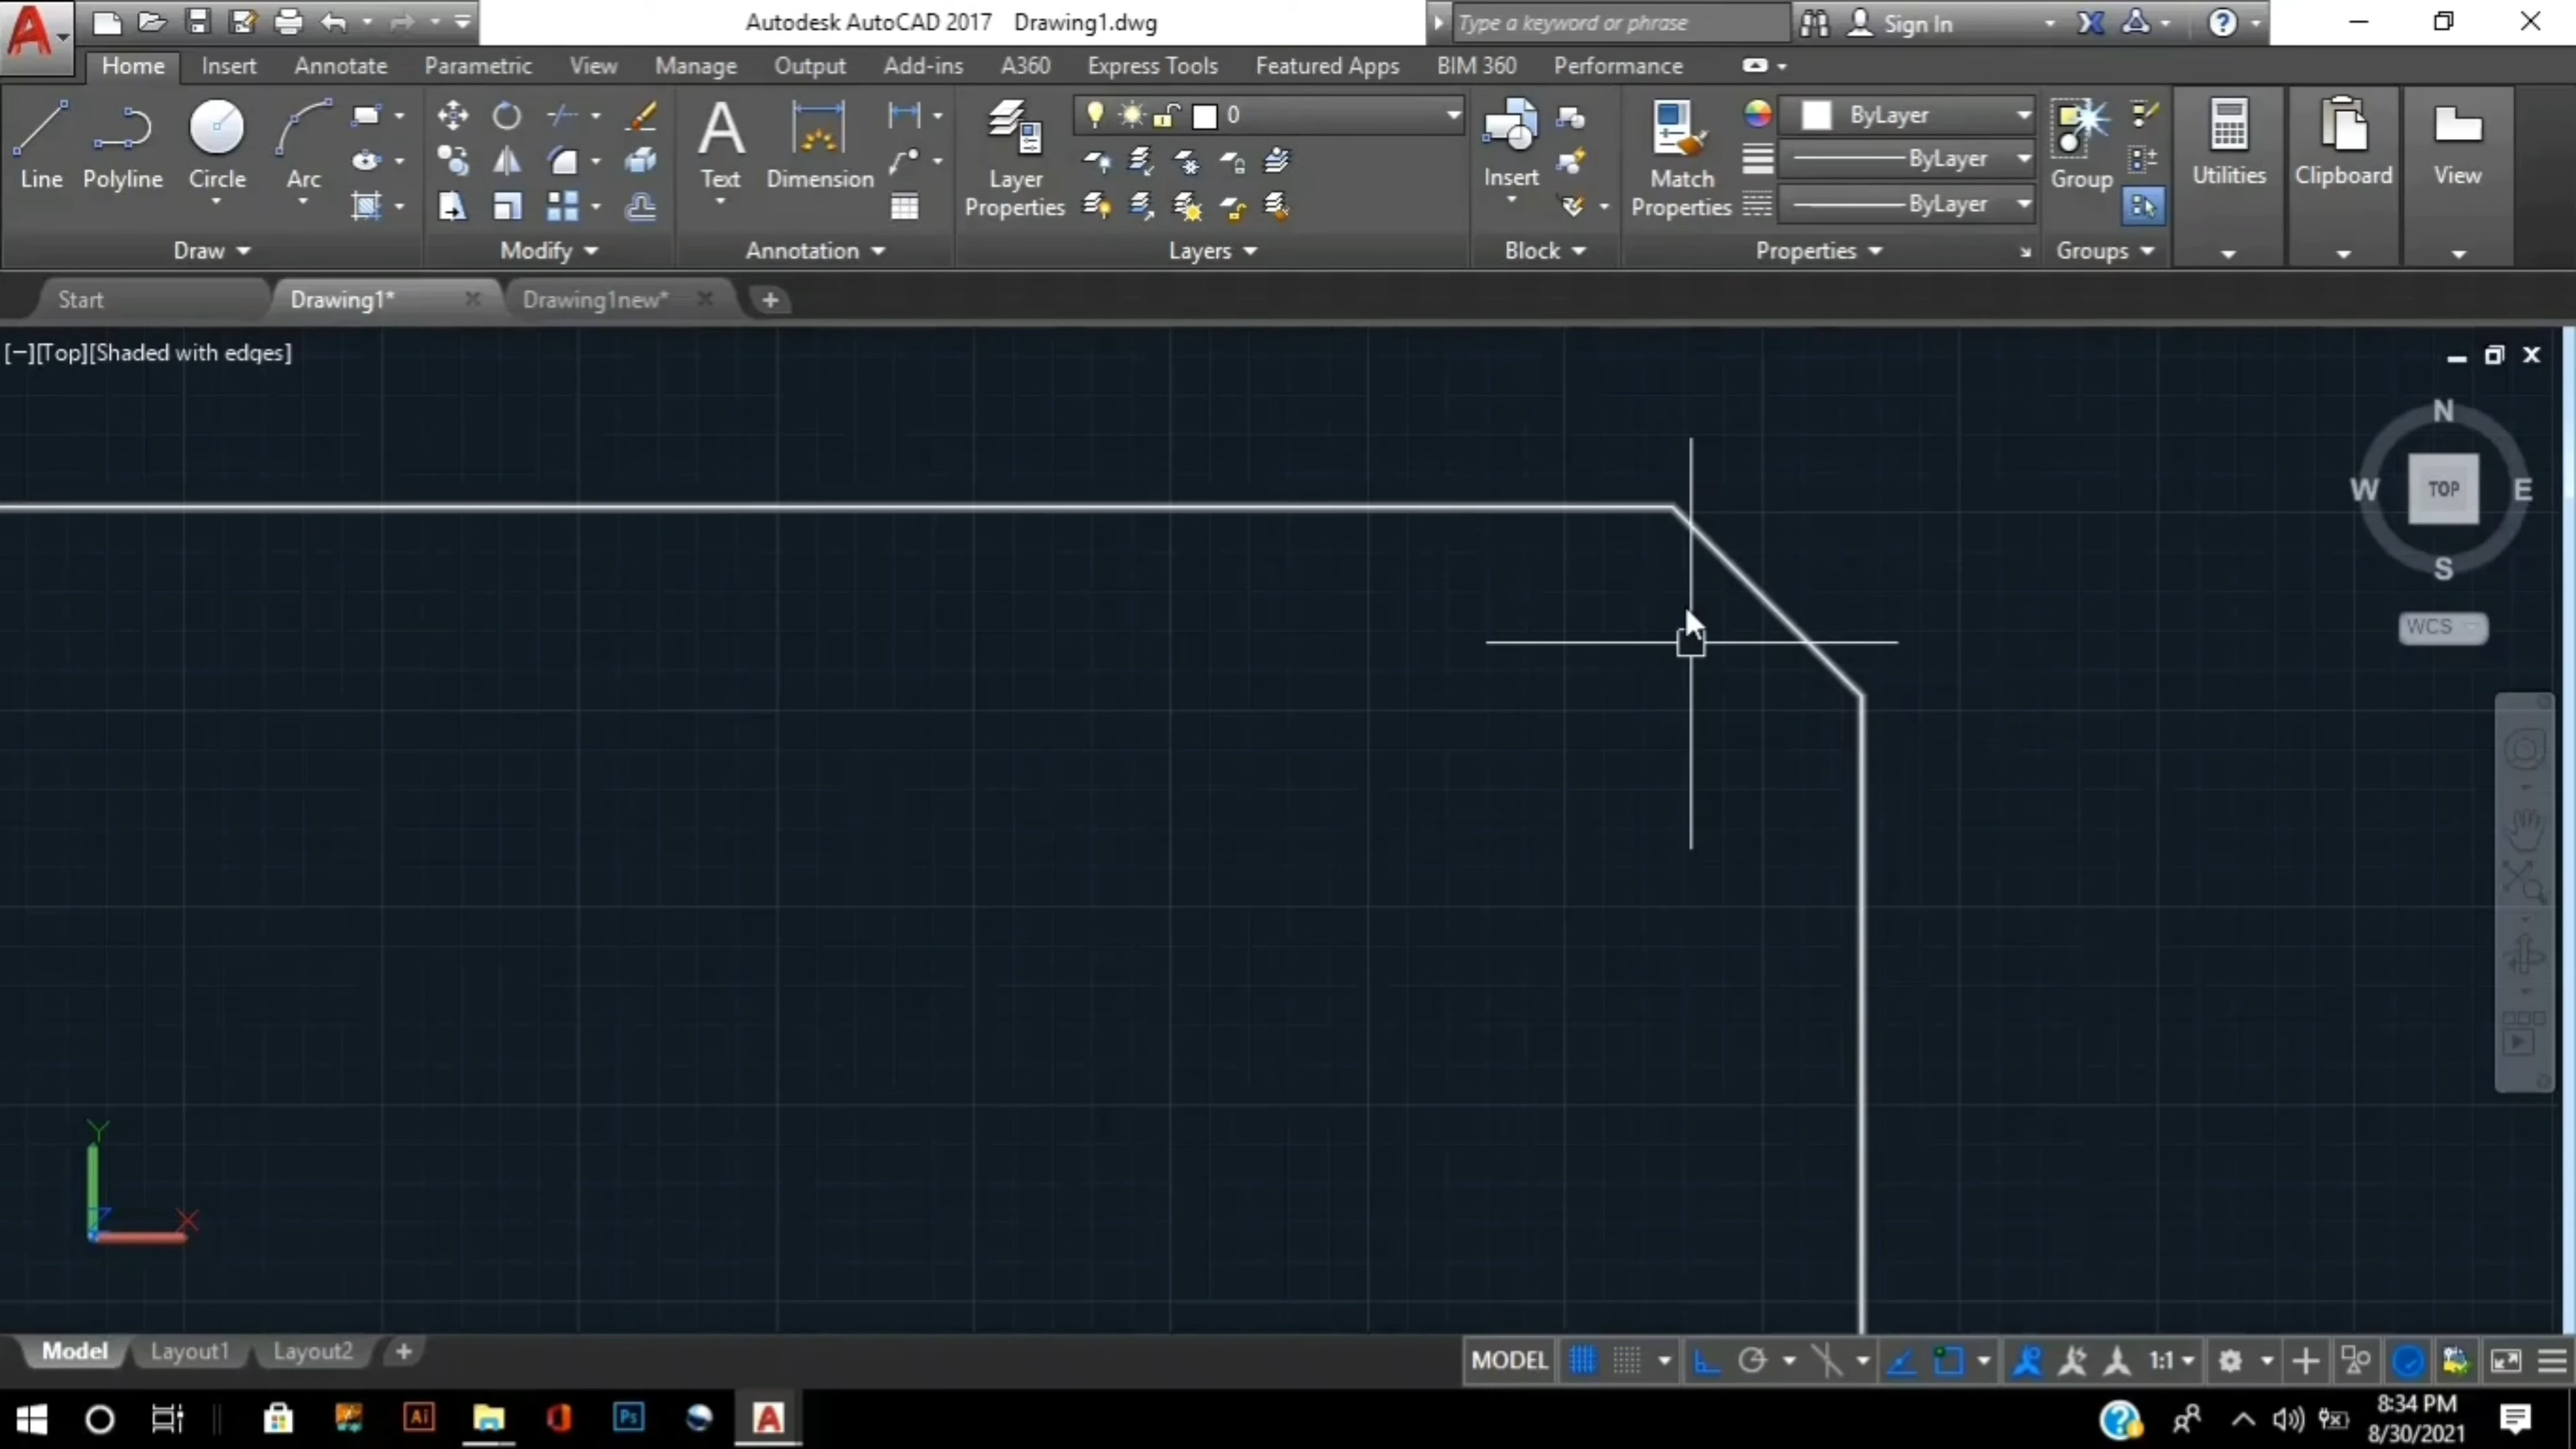 Autodesk AutoCAD 2017 Drawing1.dwg
Type a keyword or phrase
Sign In
Home Insert Annotate Parametric View Manage Output Add-ins A360 Express Tools Featured Apps BIM 360 Performance
Line Polyline Circle Arc
Draw
Modify
Text Dimension
Annotation
Layer Properties
0
Layers
Insert
Block
Match Properties
ByLayer
ByLayer
ByLayer
Properties
Group
Groups
Utilities
Clipboard
View
Start Drawing1* Drawing1new*
[−][Top][Shaded with edges]
N
W TOP E
S
WCS
Y
X
Model Layout1 Layout2
MODEL 1:1
Ai Ps
8:34 PM
8/30/2021